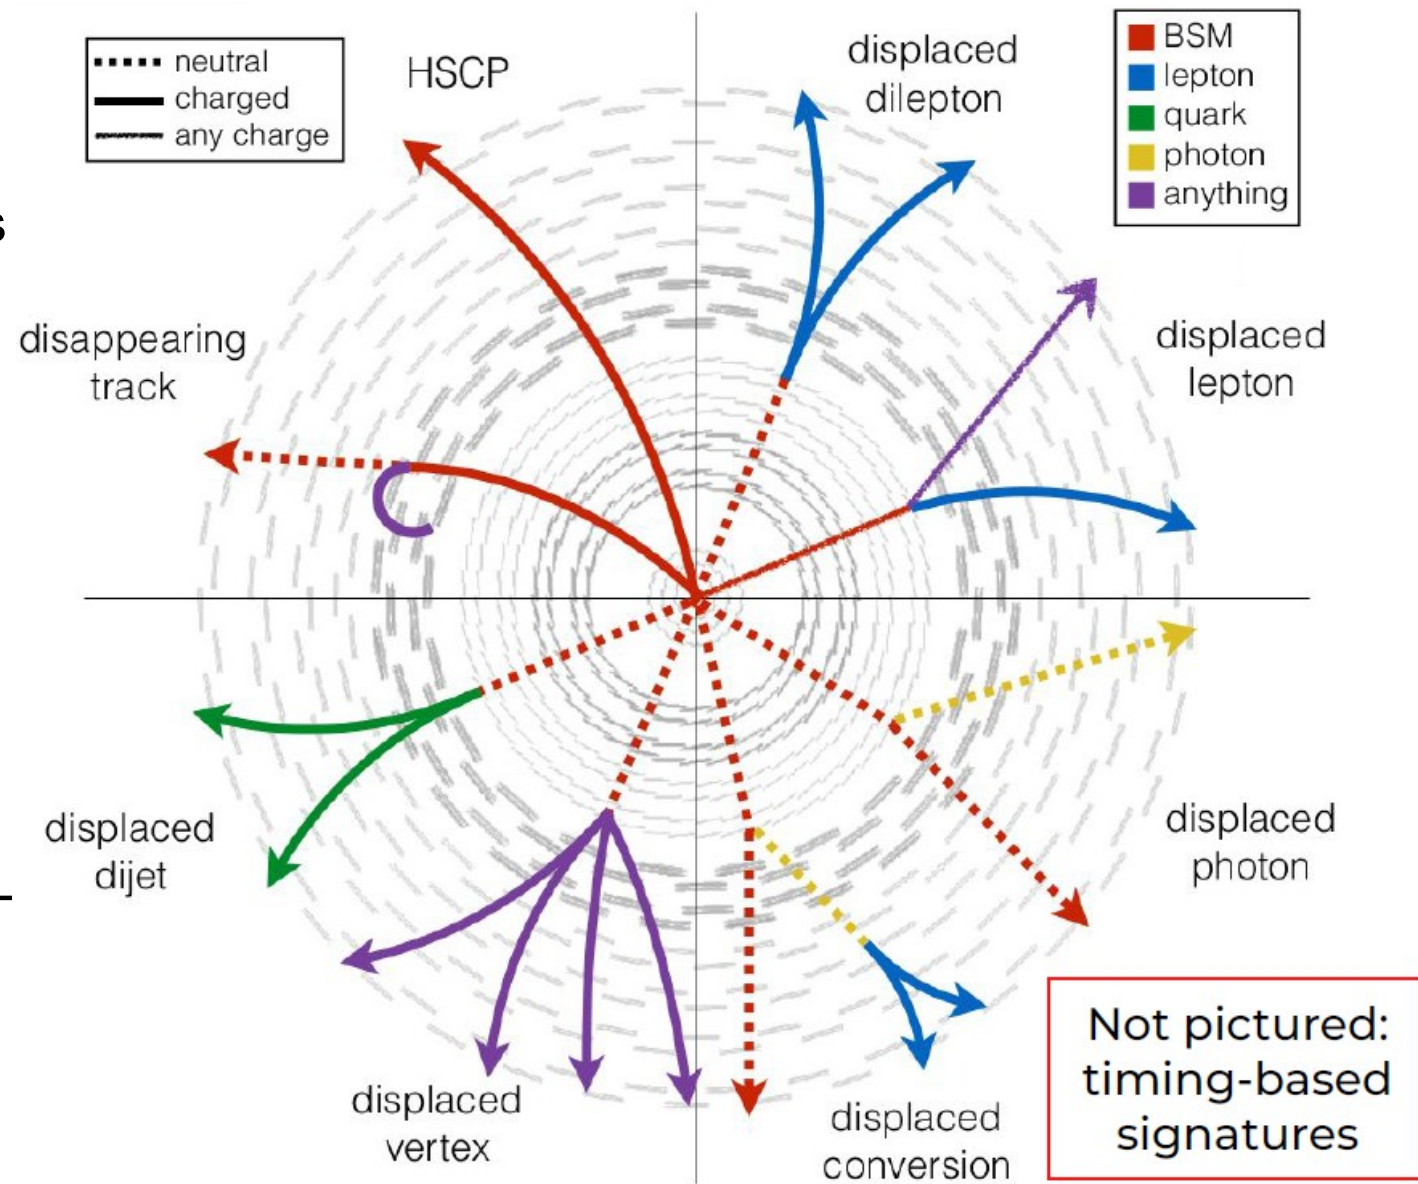 neutral
charged
any charge
HSCP
displaced
dilepton
BSM
lepton
quark
photon
anything
s
disappearing
track
displaced
lepton
displaced
dijet
displaced
photon
displaced
vertex
displaced
conversion
Not pictured:
timing-based
signatures